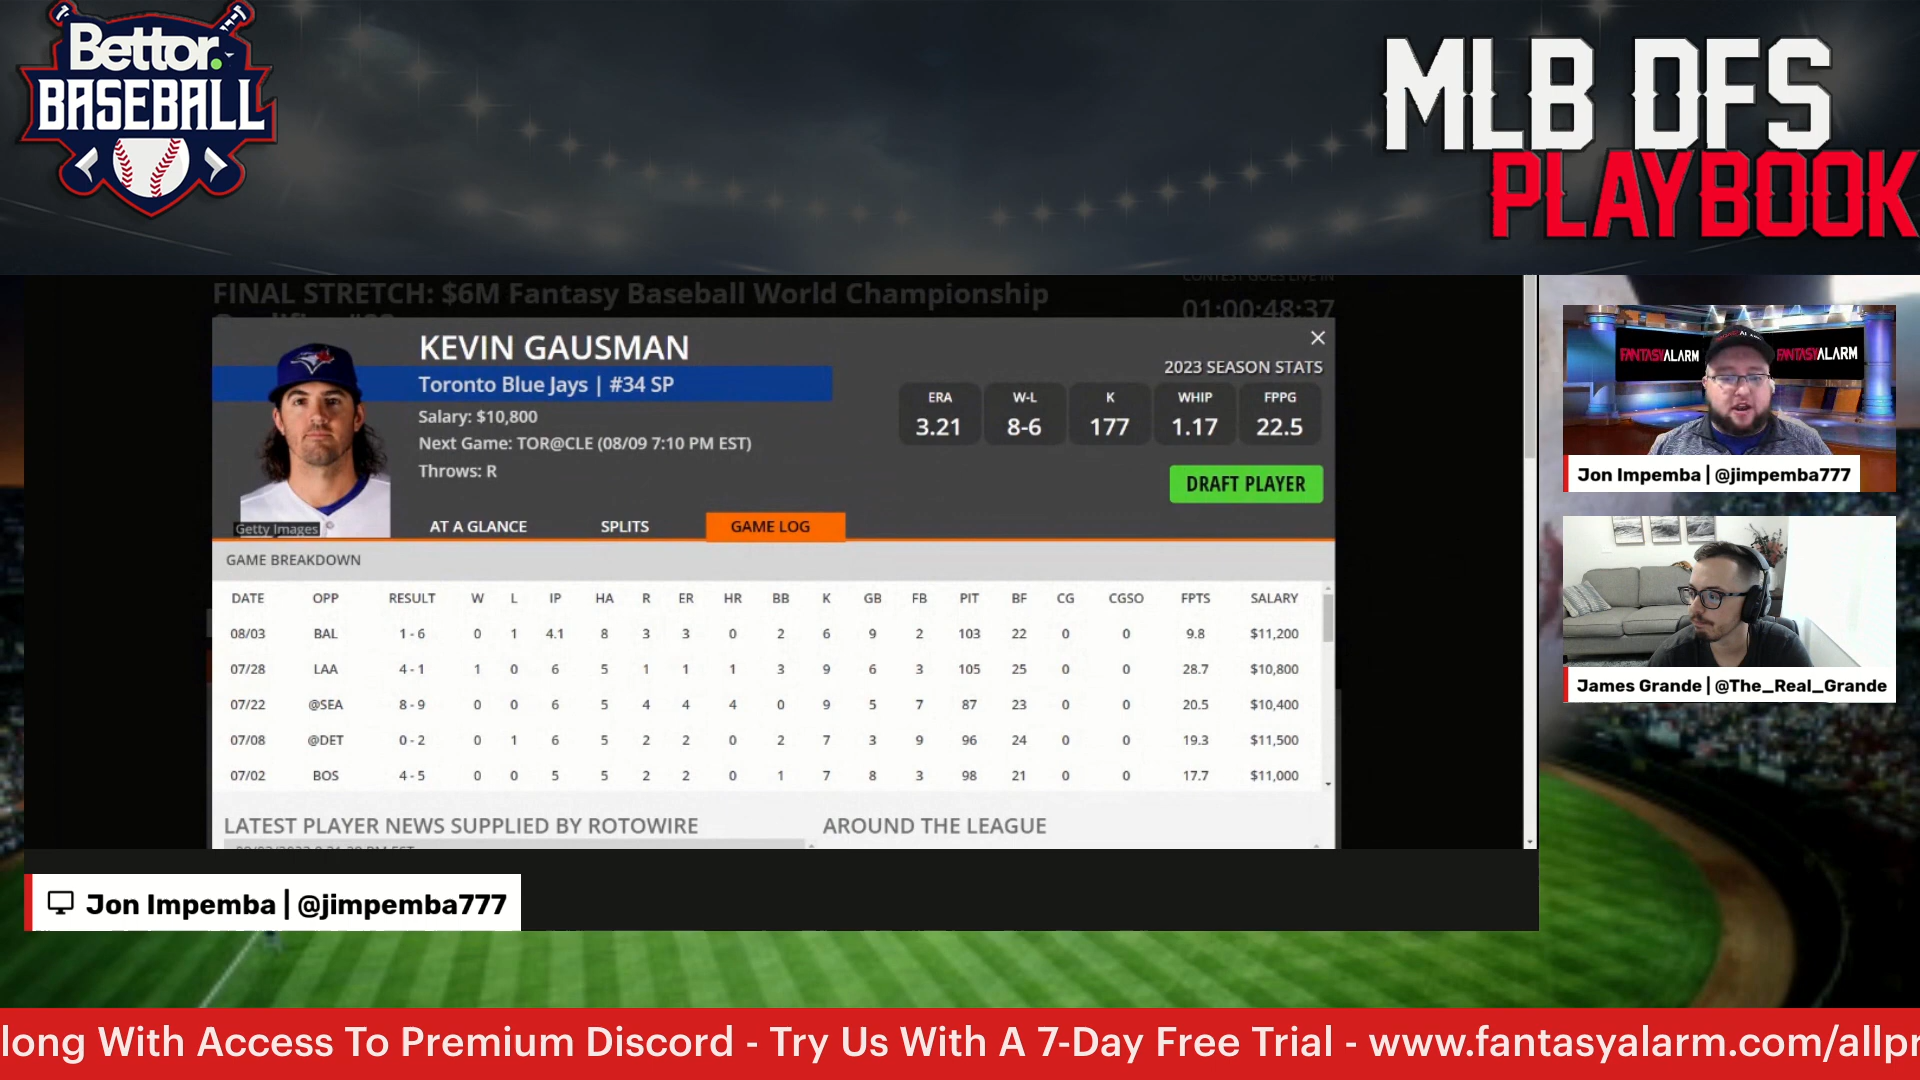 Bettor.
BASEBALL
MLB DFS
PLAYBOOK
CONTEST GOES LIVE IN
FINAL STRETCH: $6M Fantasy Baseball World Championship
01:00:48:37
KEVIN GAUSMAN
Toronto Blue Jays | #34 SP
Salary: $10,800
Next Game: TOR@CLE (08/09 7:10 PM EST)
Throws: R
Getty Images
2023 SEASON STATS
ERA W-L K WHIP FPPG
3.21 8-6 177 1.17 22.5
DRAFT PLAYER
AT A GLANCE SPLITS GAME LOG
GAME BREAKDOWN
DATE OPP RESULT W L IP HA R ER HR BB K GB FB PIT BF CG CGSO FPTS SALARY
08/03 BAL 1 - 6 0 1 4.1 8 3 3 0 2 6 9 2 103 22 0 0 9.8 $11,200
07/28 LAA 4 - 1 1 0 6 5 1 1 1 3 9 6 3 105 25 0 0 28.7 $10,800
07/22 @SEA 8 - 9 0 0 6 5 4 4 4 0 9 5 7 87 23 0 0 20.5 $10,400
07/08 @DET 0 - 2 0 1 6 5 2 2 0 2 7 3 9 96 24 0 0 19.3 $11,500
07/02 BOS 4 - 5 0 0 5 5 2 2 0 1 7 8 3 98 21 0 0 17.7 $11,000
LATEST PLAYER NEWS SUPPLIED BY ROTOWIRE
AROUND THE LEAGUE
FANTASY ALARM
FANTASY ALARM
Jon Impemba | @jimpemba777
James Grande | @The_Real_Grande
Jon Impemba | @jimpemba777
long With Access To Premium Discord - Try Us With A 7-Day Free Trial - www.fantasyalarm.com/allpr